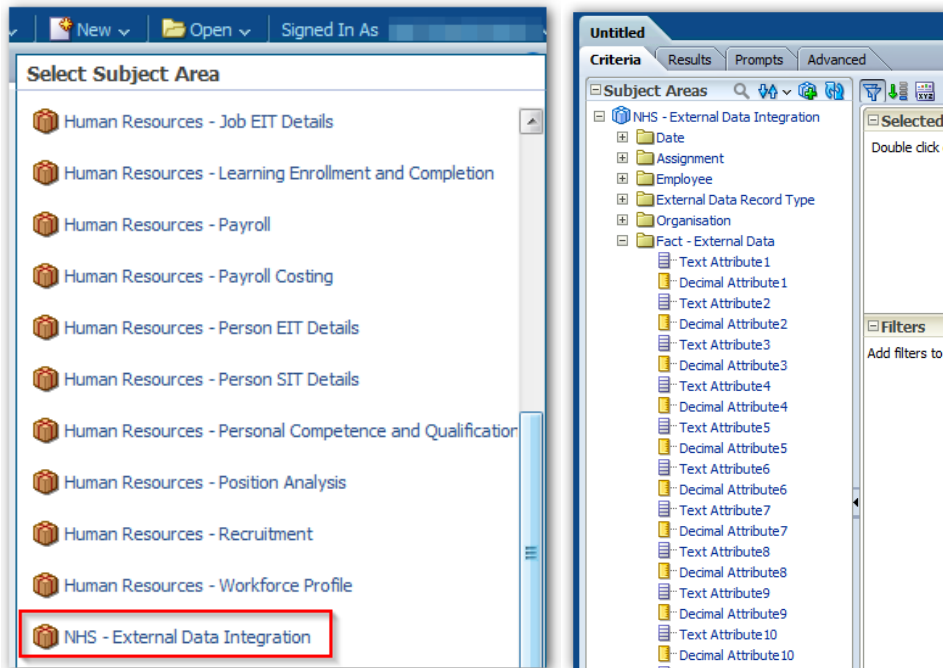 New Open Signed In As
Select Subject Area
Human Resources - Job EIT Details
Human Resources - Learning Enrollment and Completion
Human Resources - Payroll
Human Resources - Payroll Costing
Human Resources - Person EIT Details
Human Resources - Person SIT Details
Human Resources - Personal Competence and Qualification
Human Resources - Position Analysis
Human Resources - Recruitment
Human Resources - Workforce Profile
NHS - External Data Integration
Untitled
Criteria Results Prompts Advanced
Subject Areas
NHS - External Data Integration
Date
Assignment
Employee
External Data Record Type
Organisation
Fact - External Data
Text Attribute1
Decimal Attribute1
Text Attribute2
Decimal Attribute2
Text Attribute3
Decimal Attribute3
Text Attribute4
Decimal Attribute4
Text Attribute5
Decimal Attribute5
Text Attribute6
Decimal Attribute6
Text Attribute7
Decimal Attribute7
Text Attribute8
Decimal Attribute8
Text Attribute9
Decimal Attribute9
Text Attribute10
Decimal Attribute10
XYZ
Selected
Double click
Filters
Add filters to